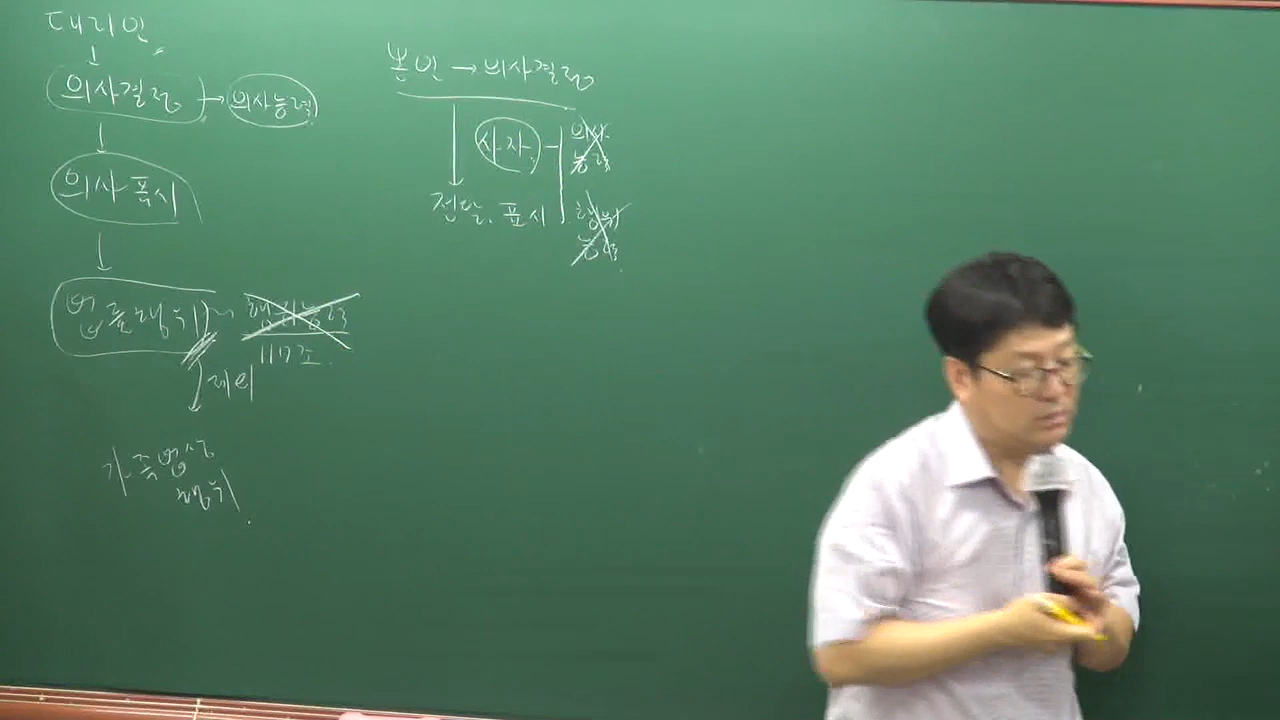 대리인
↓
의사결정 → 의사능력
↓
의사표시
↓
법률행위 ~ 행위능력
117조.
↓ 제외
가족법상
행위
본인 → 의사결정
사자
의사
능력
전달, 표시
행위
능력